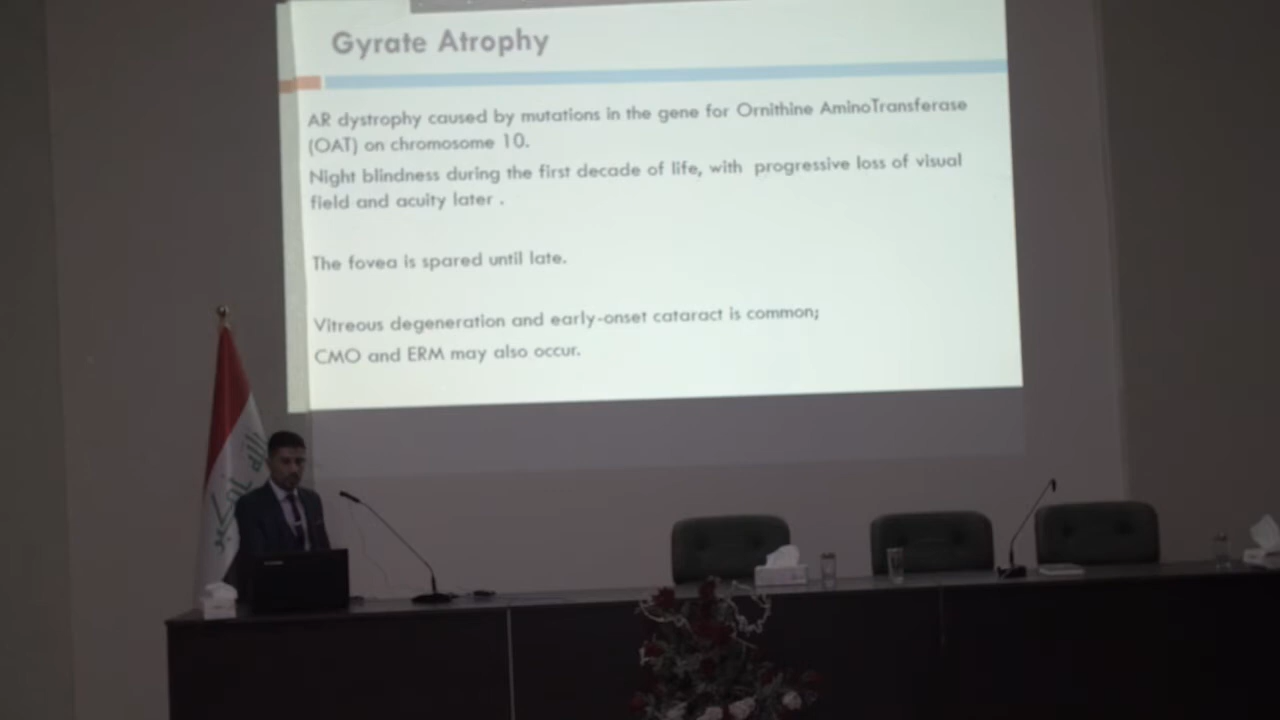 Gyrate Atrophy
AR dystrophy caused by mutations in the gene for Ornithine AminoTransferase
(OAT) on chromosome 10.
Night blindness during the first decade of life, with progressive loss of visual
field and acuity later .
The fovea is spared until late.
Vitreous degeneration and early-onset cataract is common;
CMO and ERM may also occur.